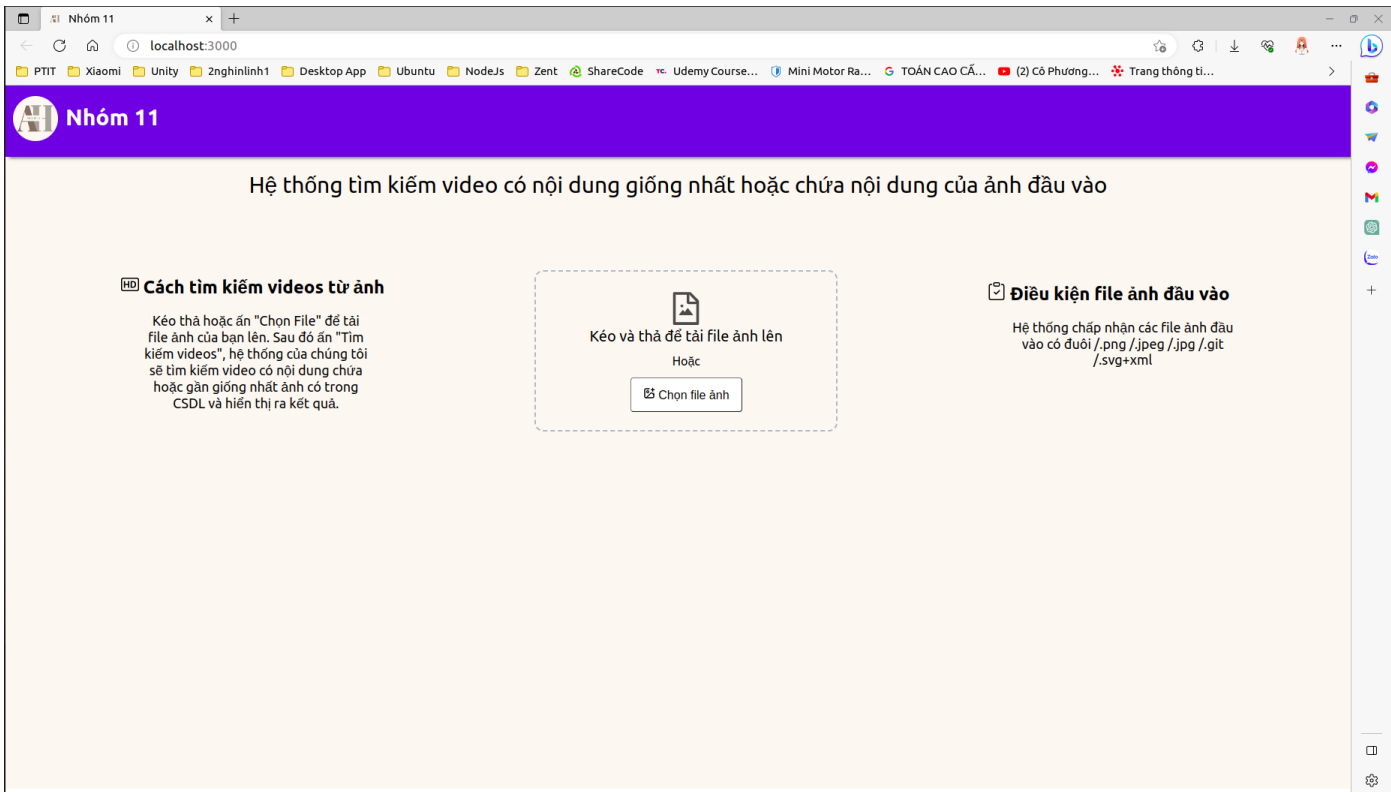 Nhóm 11
localhost:3000
PTIT Xiaomi Unity 2nghinlinh1 Desktop App Ubuntu NodeJs Zent ShareCode TC. Udemy Course... Mini Motor Ra... G TOÁN CAO CẤ... (2) Cô Phương... Trang thông ti...
AH Nhóm 11
Hệ thống tìm kiếm video có nội dung giống nhất hoặc chứa nội dung của ảnh đầu vào
HD Cách tìm kiếm videos từ ảnh
Kéo thả hoặc ấn "Chọn File" để tải
file ảnh của bạn lên. Sau đó ấn "Tìm
kiếm videos", hệ thống của chúng tôi
sẽ tìm kiếm video có nội dung chứa
hoặc gần giống nhất ảnh có trong
CSDL và hiển thị ra kết quả.
Kéo và thả để tải file ảnh lên
Hoặc
Chọn file ảnh
Điều kiện file ảnh đầu vào
Hệ thống chấp nhận các file ảnh đầu
vào có đuôi /.png /.jpeg /.jpg /.git
/.svg+xml
Zalo